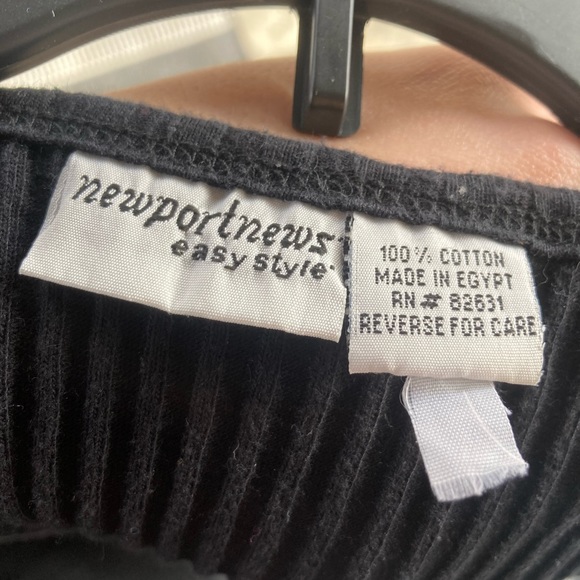 newportnews
easy style
100% COTTON
MADE IN EGYPT
RN # 82631
REVERSE FOR CARE